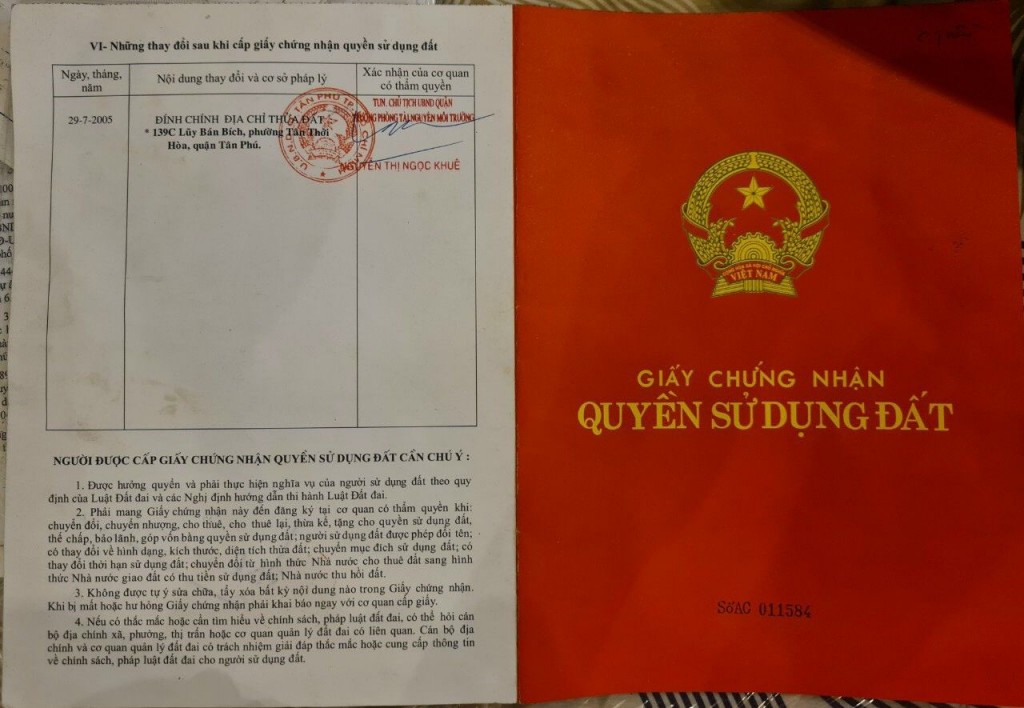 VI- Những thay đổi sau khi cấp giấy chứng nhận quyền sử dụng đất
Ngày, tháng, năm
Nội dung thay đổi và cơ sở pháp lý
Xác nhận của cơ quan có thẩm quyền
29-7-2005
ĐÍNH CHÍNH ĐỊA CHỈ THỬA ĐẤT
* 139C Lũy Bán Bích, phường Tân Thới
Hòa, quận Tân Phú.
TUN. CHỦ TỊCH UBND QUẬN
TRƯỞNG PHÒNG TÀI NGUYÊN MÔI TRƯỜNG
NGUYỄN THỊ NGỌC KHUÊ
NGƯỜI ĐƯỢC CẤP GIẤY CHỨNG NHẬN QUYỀN SỬ DỤNG ĐẤT CẦN CHÚ Ý :
1. Được hưởng quyền và phải thực hiện nghĩa vụ của người sử dụng đất theo quy
định của Luật Đất đai và các Nghị định hướng dẫn thi hành Luật Đất đai.
2. Phải mang Giấy chứng nhận này đến đăng ký tại cơ quan có thẩm quyền khi:
chuyển đổi, chuyển nhượng, cho thuê, cho thuê lại, thừa kế, tặng cho quyền sử dụng đất,
thế chấp, bảo lãnh, góp vốn bằng quyền sử dụng đất; người sử dụng đất được phép đổi tên;
có thay đổi về hình dạng, kích thước, diện tích thửa đất; chuyển mục đích sử dụng đất; có
thay đổi thời hạn sử dụng đất; chuyển đổi từ hình thức Nhà nước cho thuê đất sang hình
thức Nhà nước giao đất có thu tiền sử dụng đất; Nhà nước thu hồi đất.
3. Không được tự ý sửa chữa, tẩy xóa bất kỳ nội dung nào trong Giấy chứng nhận.
Khi bị mất hoặc hư hỏng Giấy chứng nhận phải khai báo ngay với cơ quan cấp giấy.
4. Nếu có thắc mắc hoặc cần tìm hiểu về chính sách, pháp luật đất đai, có thể hỏi cán
bộ địa chính xã, phường, thị trấn hoặc cơ quan quản lý đất đai có liên quan. Cán bộ địa
chính và cơ quan quản lý đất đai có trách nhiệm giải đáp thắc mắc hoặc cung cấp thông tin
về chính sách, pháp luật đất đai cho người sử dụng đất.
VIỆT NAM
GIẤY CHỨNG NHẬN
QUYỀN SỬ DỤNG ĐẤT
Số AC 011584